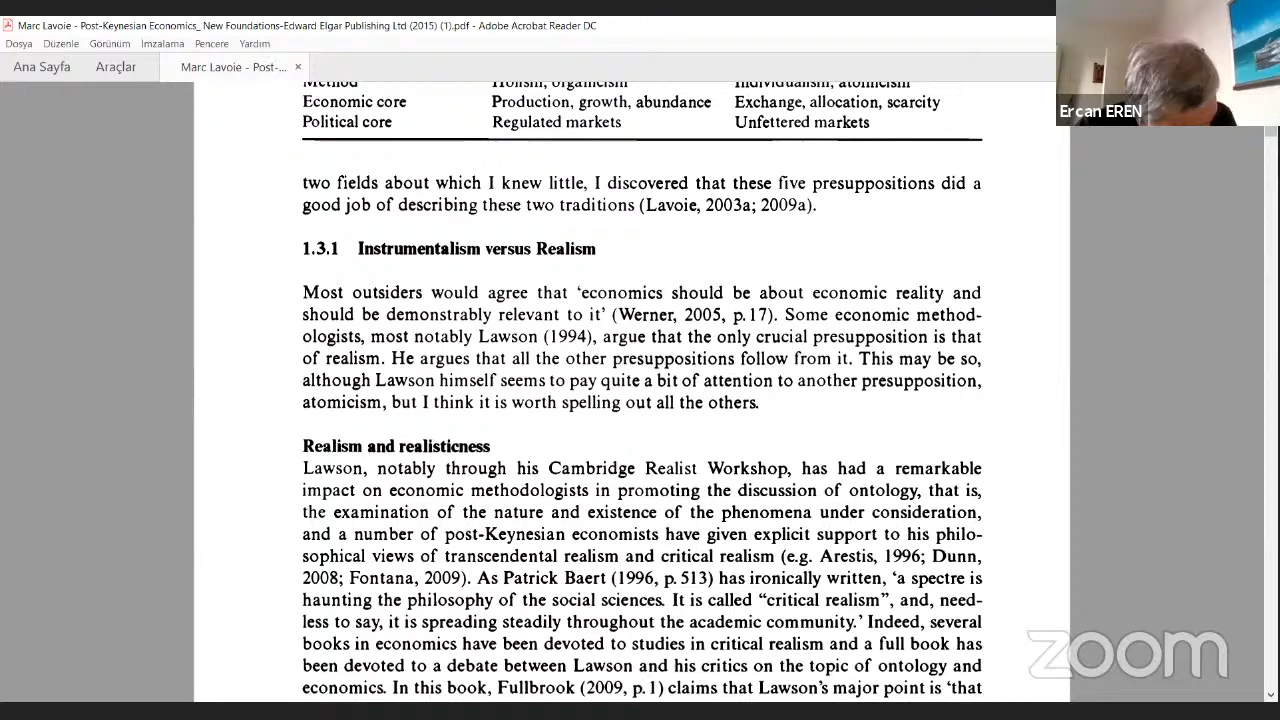 Marc Lavoie - Post-Keynesian Economics_ New Foundations-Edward Elgar Publishing Ltd (2015) (1).pdf - Adobe Acrobat Reader DC
Dosya Düzenle Görünüm İmzalama Pencere Yardım
Ana Sayfa Araçlar Marc Lavoie - Post-... ×
Ercan EREN
Method Holism, organicism Individualism, atomicism
Economic core Production, growth, abundance Exchange, allocation, scarcity
Political core Regulated markets Unfettered markets
two fields about which I knew little, I discovered that these five presuppositions did a
good job of describing these two traditions (Lavoie, 2003a; 2009a).
1.3.1 Instrumentalism versus Realism
Most outsiders would agree that ‘economics should be about economic reality and
should be demonstrably relevant to it’ (Werner, 2005, p. 17). Some economic method-
ologists, most notably Lawson (1994), argue that the only crucial presupposition is that
of realism. He argues that all the other presuppositions follow from it. This may be so,
although Lawson himself seems to pay quite a bit of attention to another presupposition,
atomicism, but I think it is worth spelling out all the others.
Realism and realisticness
Lawson, notably through his Cambridge Realist Workshop, has had a remarkable
impact on economic methodologists in promoting the discussion of ontology, that is,
the examination of the nature and existence of the phenomena under consideration,
and a number of post-Keynesian economists have given explicit support to his philo-
sophical views of transcendental realism and critical realism (e.g. Arestis, 1996; Dunn,
2008; Fontana, 2009). As Patrick Baert (1996, p. 513) has ironically written, ‘a spectre is
haunting the philosophy of the social sciences. It is called “critical realism”, and, need-
less to say, it is spreading steadily throughout the academic community.’ Indeed, several
books in economics have been devoted to studies in critical realism and a full book has
been devoted to a debate between Lawson and his critics on the topic of ontology and
economics. In this book, Fullbrook (2009, p. 1) claims that Lawson’s major point is ‘that
zoom